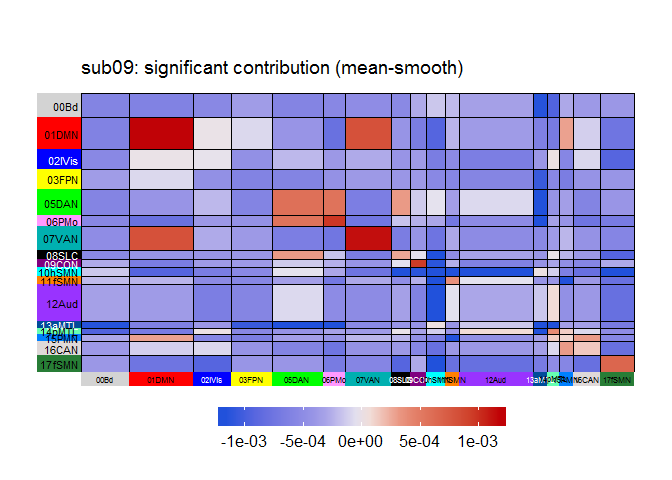 sub09: significant contribution (mean-smooth)
00Bd
01DMN
02lVis
03FPN
05DAN
06PMo
07VAN
08SLC
09CON
10hSMN
11fSMN
12Aud
13aMTL
14pMTL
15PMN
16CAN
17fSMN
00Bd 01DMN 02lVis 03FPN 05DAN 06PMo 07VAN 12Aud 16CAN 17fSMN
-1e-03 -5e-04 0e+00 5e-04 1e-03